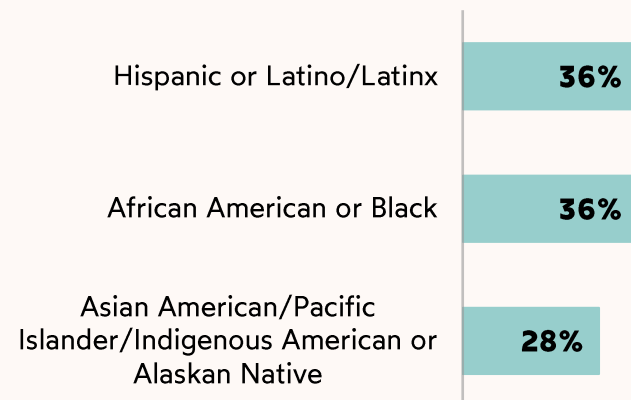 Hispanic or Latino/Latinx
36%
African American or Black
36%
Asian American/Pacific
Islander/Indigenous American or
Alaskan Native
28%